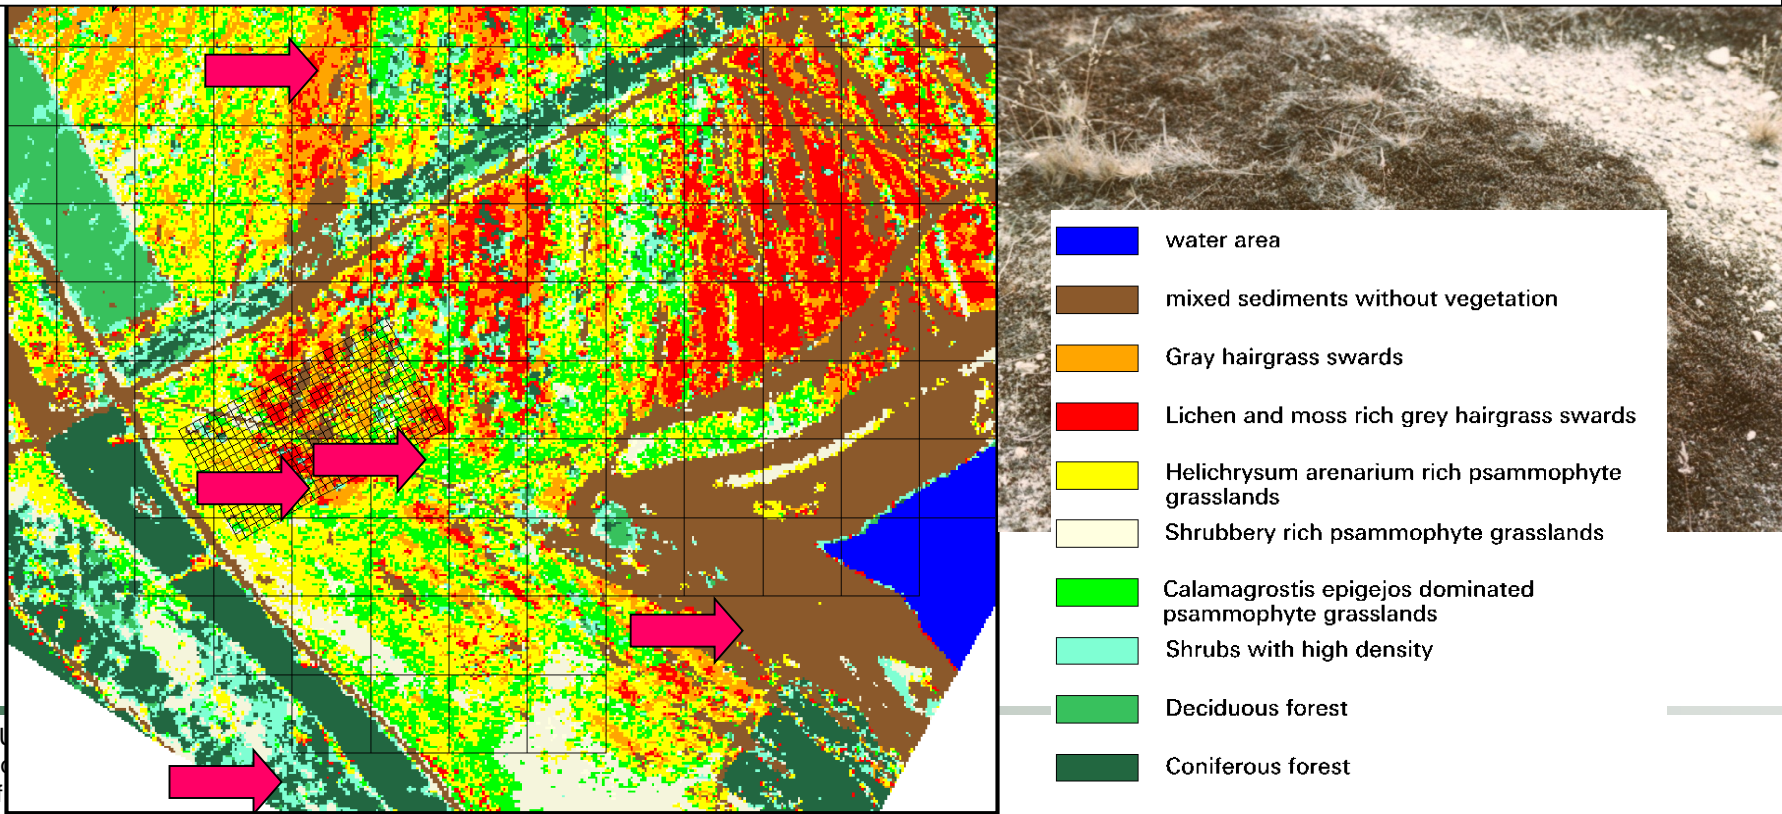 water area
mixed sediments without vegetation
Gray hairgrass swards
Lichen and moss rich grey hairgrass swards
Helichrysum arenarium rich psammophyte
grasslands
Shrubbery rich psammophyte grasslands
Calamagrostis epigejos dominated
psammophyte grasslands
Shrubs with high density
Deciduous forest
Coniferous forest